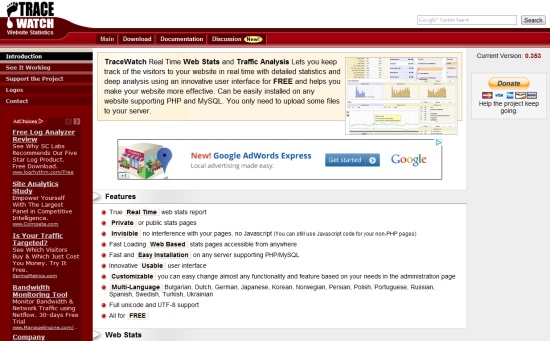 TRACE
WATCH
Website Statistics
Google Custom Search
Search
Main
Download
Documentation
Discussion New!
Introduction
See It Working
Support the Project
Logos
Contact
TraceWatch Real Time Web Stats and Traffic Analysis Lets you keep
track of the visitors to your website in real time with detailed statistics and
deep analysis using an innovative user interface for FREE and helps you
make your website more effective. Can be easily installed on any
website supporting PHP and MySQL. You only need to upload some files
to your server.
Current Version: 0.353
Donate
VISA
Help the project keep
going.
AdChoices
Free Log Analyzer
Review
See Why SC Labs
Recommends Our Five
Star Log Product.
Free Download.
www.logrhythm.com/Free
Site Analytics
Study
Empower Yourself
With The Largest
Panel in Competitive
Intelligence.
www.Compete.com
Is Your Traffic
Targeted?
See Which Visitors
Buy & Which Just Cost
You Money. Try It
Free.
SpringMetrics.com
Bandwidth
Monitoring Tool
Monitor Bandwidth &
Network Traffic using
Netflow, 30-days Free
Trial
www.ManageEngine.com/...
Company
New! Google AdWords Express
Local advertising made easy.
Get started
Google
Features
True Real Time web stats report
Private or public stats pages
Invisible no interference with your pages, no Javascript (You can still use Javascript code for your non-PHP pages)
Fast Loading Web Based stats pages accessible from anywhere
Fast and Easy Installation on any server supporting PHP/MySQL
Innovative Usable user interface
Customizable you can easy change almost any functionality and feature based on your needs in the administration page
Multi-Language Bulgarian, Dutch, German, Japanese, Korean, Norwegian, Persian, Polish, Portuguese, Russian,
Spanish, Swedish, Turkish, Ukrainian
Full unicode and UTF-8 support
All for FREE
Web Stats